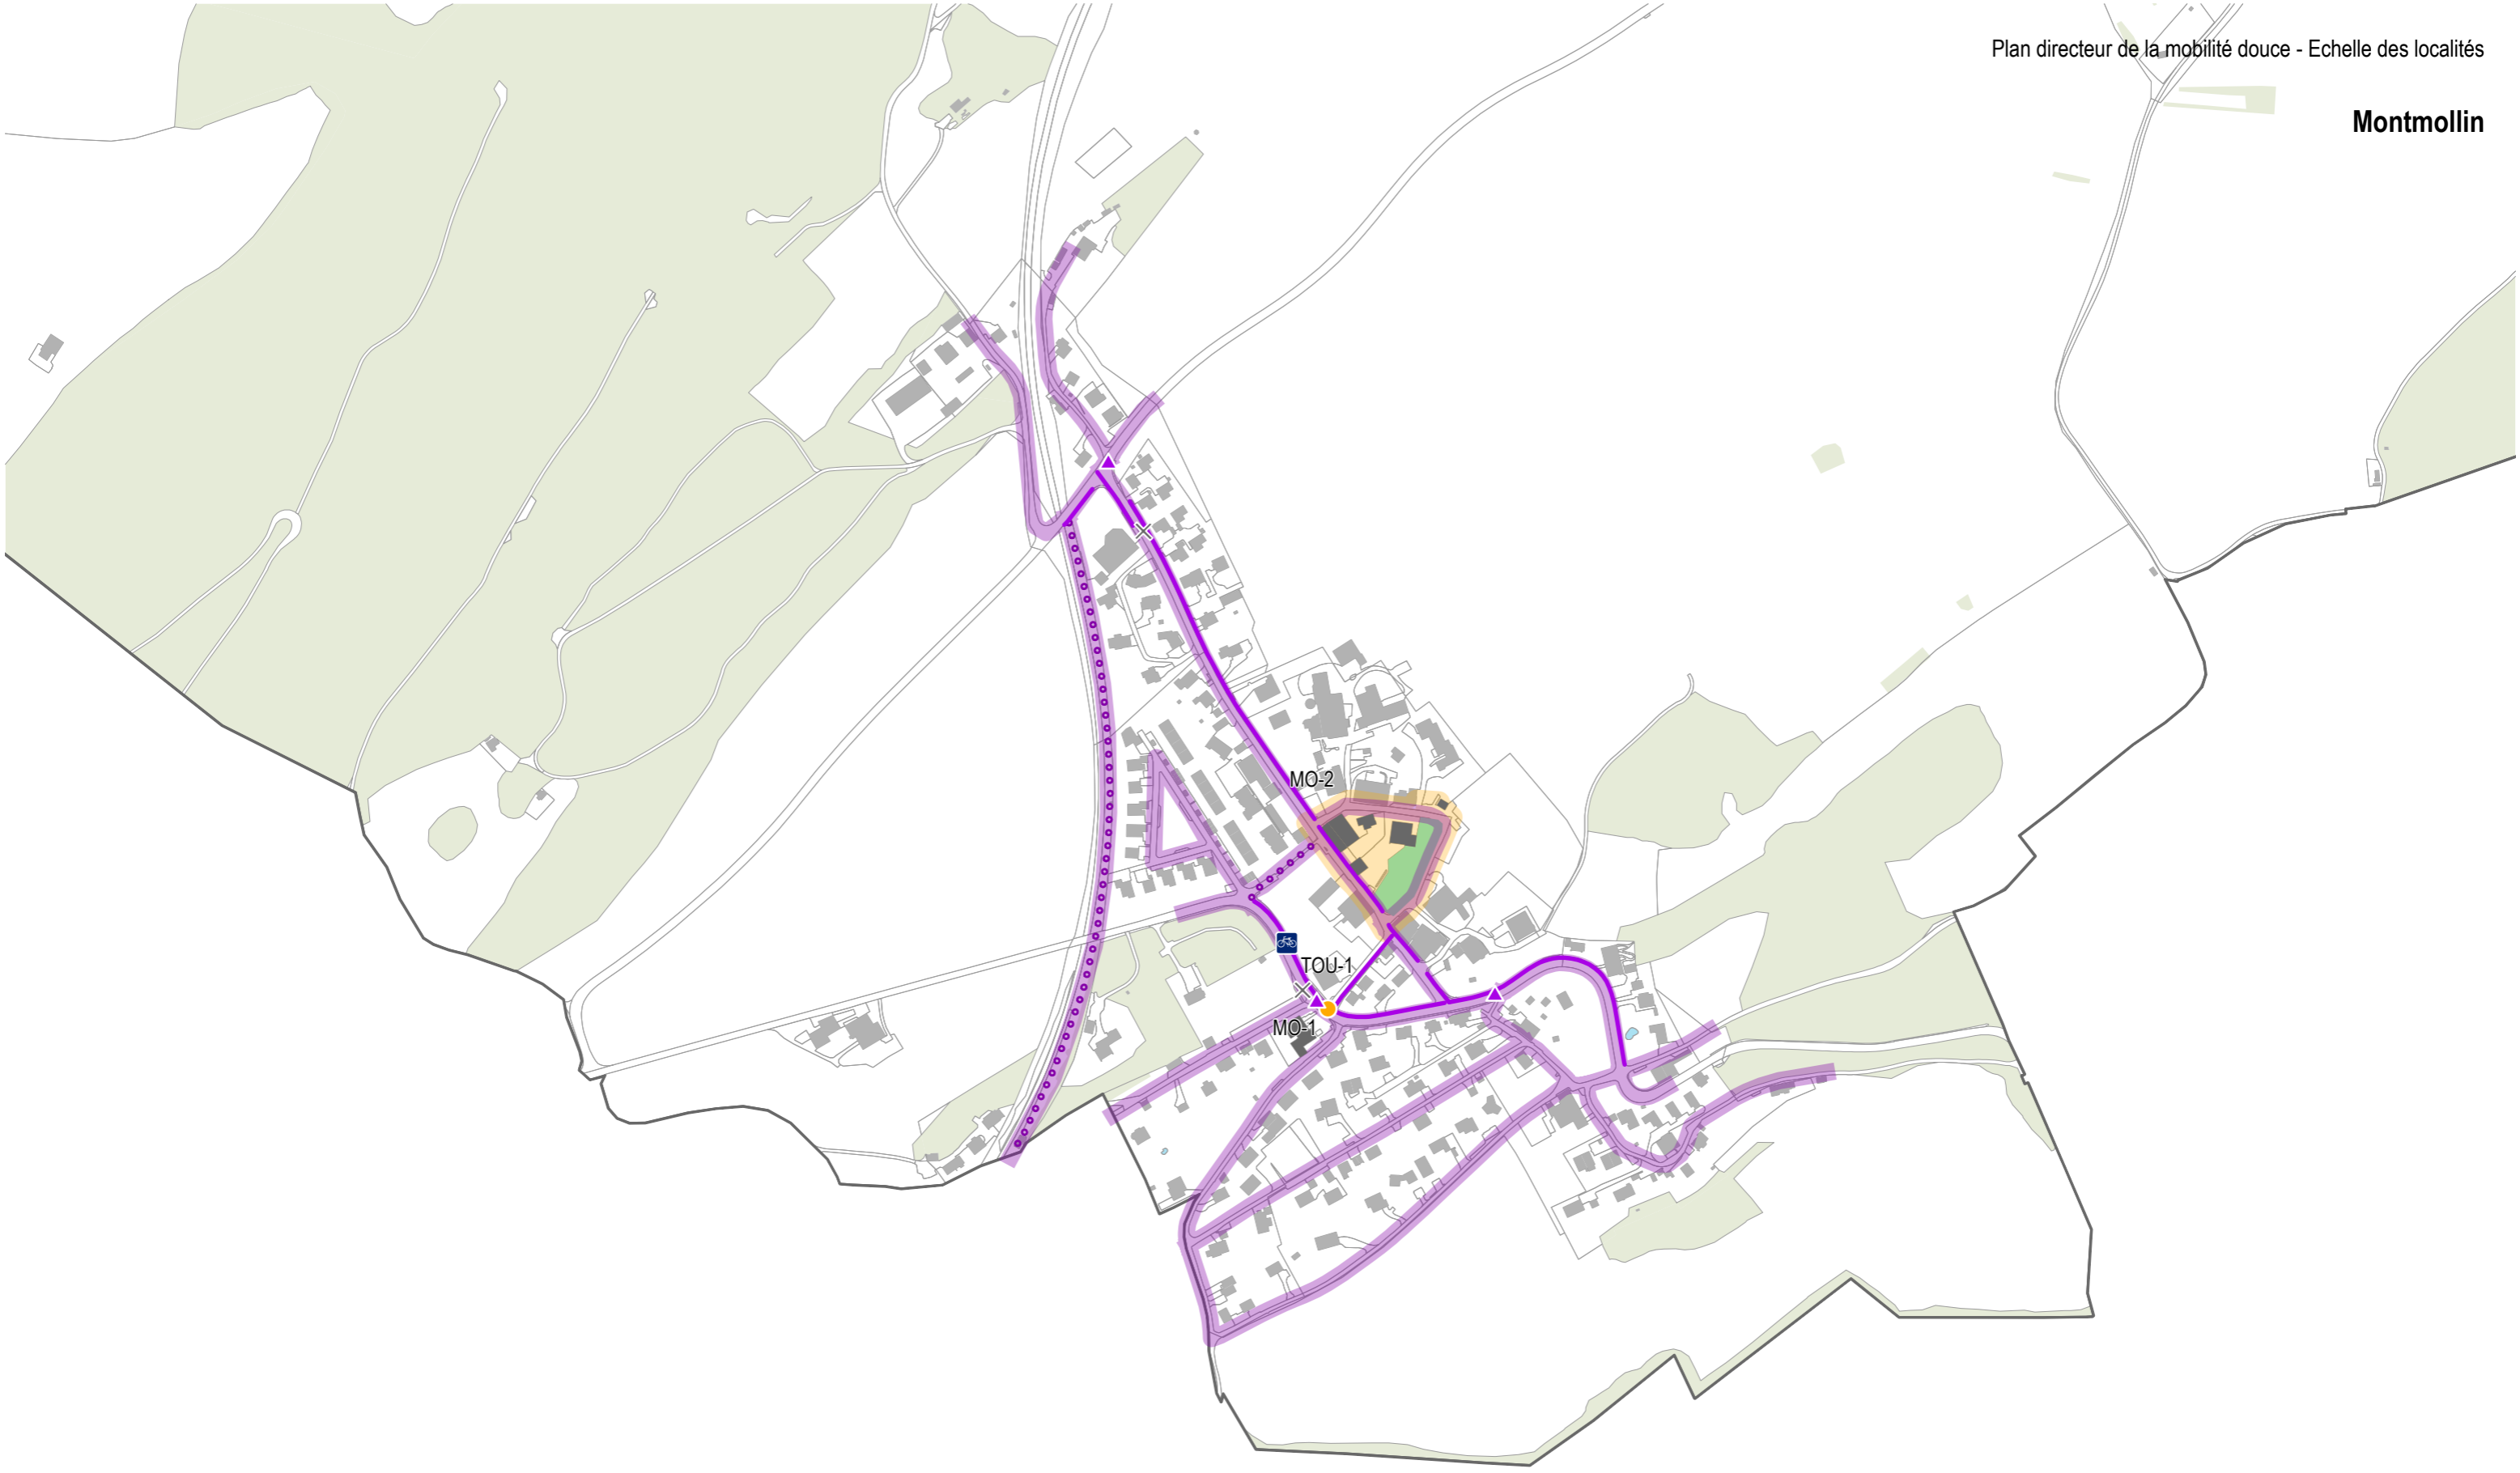 Plan directeur de la mobilité douce - Echelle des localités
Montmollin
MO-2
TOU-1
MO-1